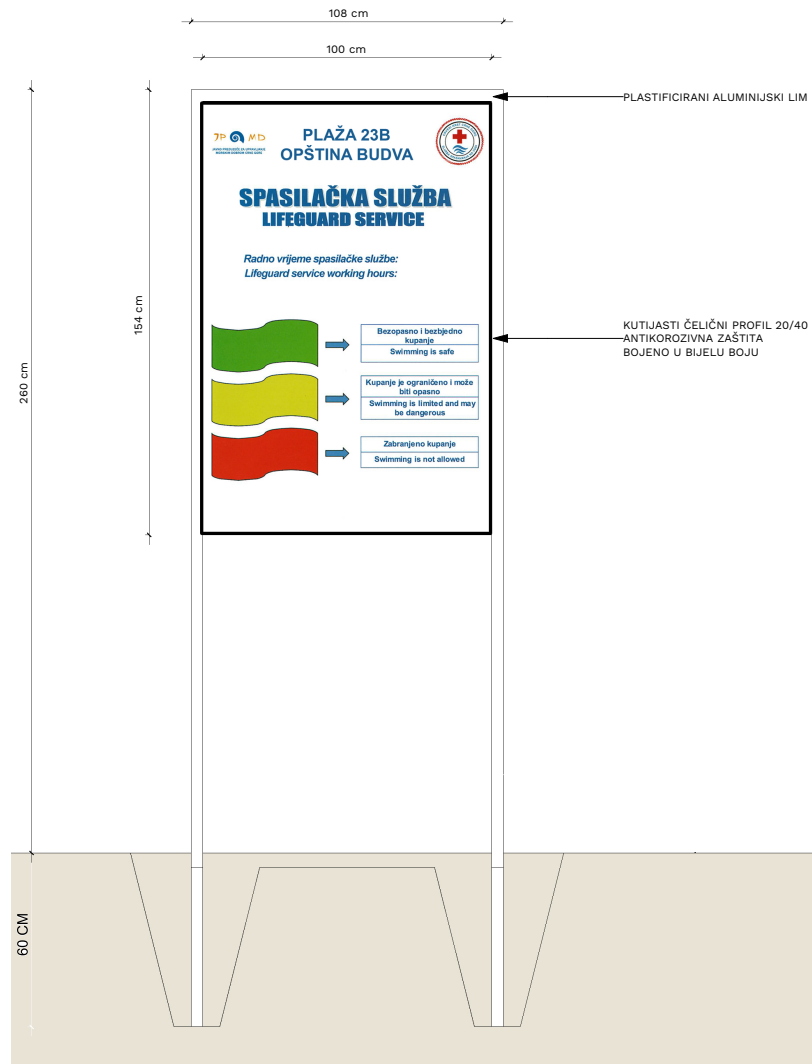 108 cm
100 cm
PLASTIFICIRANI ALUMINIJSKI LIM
JP MD
PLAŽA 23B
OPŠTINA BUDVA
SPASILAČKA SLUŽBA
LIFEGUARD SERVICE
Radno vrijeme spasilačke službe:
Lifeguard service working hours:
154 cm
260 cm
KUTIJASTI ČELIČNI PROFIL 20/40
ANTIKOROZIVNA ZAŠTITA
BOJENO U BIJELU BOJU
Bezopasno i bezbjedno
kupanje
Swimming is safe
Kupanje je ograničeno i može
biti opasno
Swimming is limited and may
be dangerous
Zabranjeno kupanje
Swimming is not allowed
60 CM